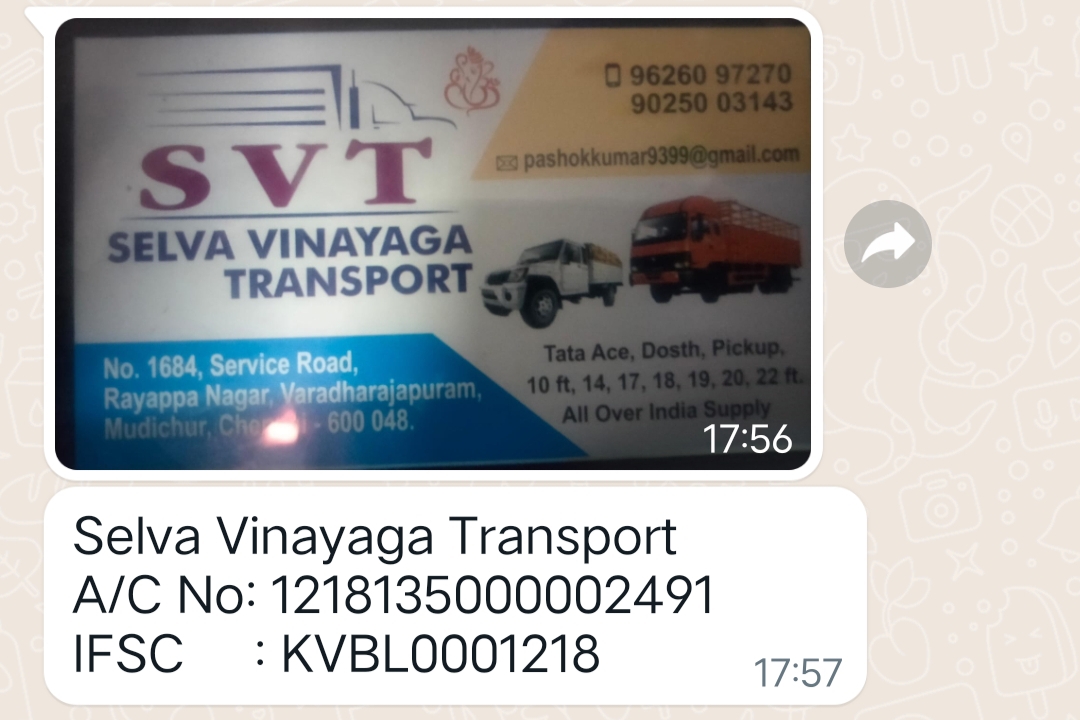 96260 97270
90250 03143
pashokkumar9399@gmail.com
SVT
SELVA VINAYAGA
TRANSPORT
No. 1684, Service Road,
Rayappa Nagar, Varadharajapuram,
Mudichur, Chennai - 600 048.
Tata Ace, Dosth, Pickup,
10 ft, 14, 17, 18, 19, 20, 22 ft.
All Over India Supply
17:56
Selva Vinayaga Transport
A/C No: 1218135000002491
IFSC : KVBL0001218
17:57